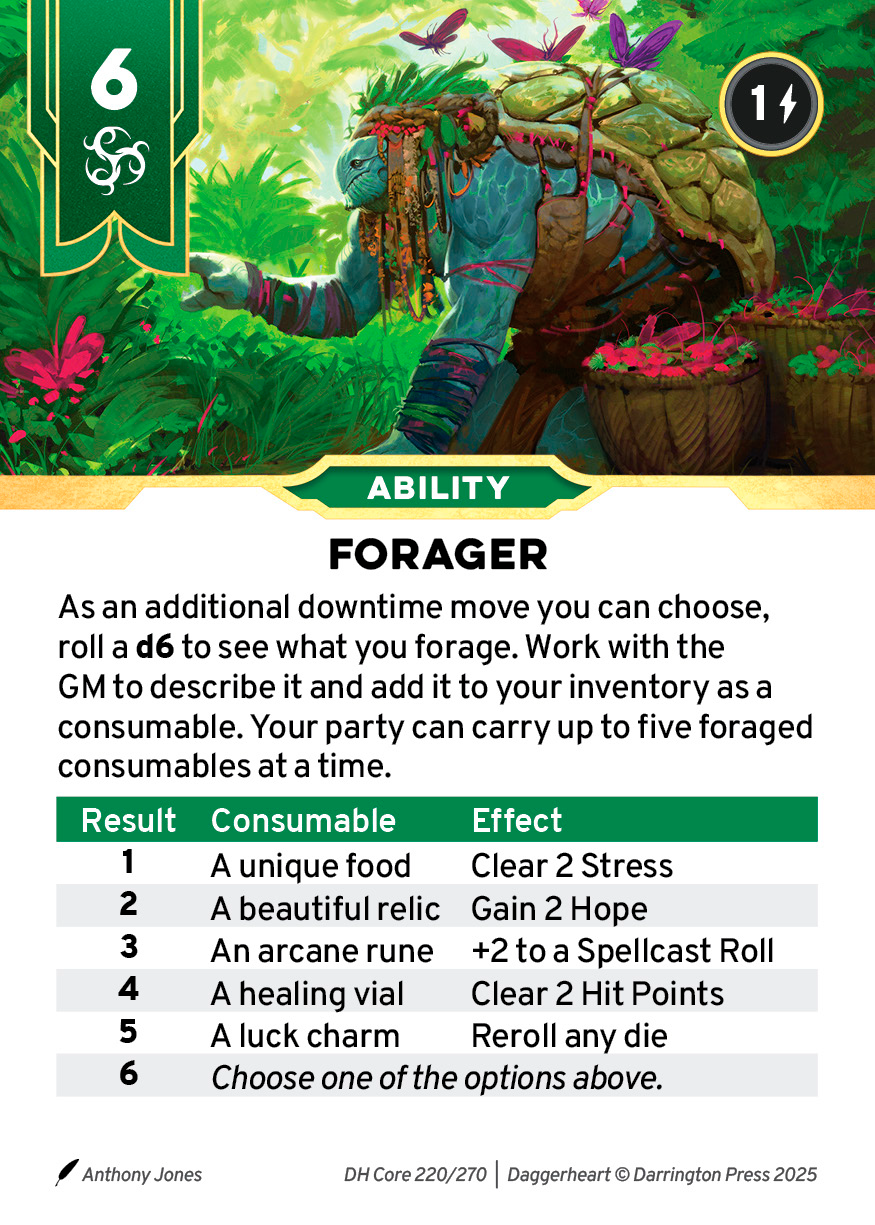 6
1
ABILITY
FORAGER
As an additional downtime move you can choose,
roll a d6 to see what you forage. Work with the
GM to describe it and add it to your inventory as a
consumable. Your party can carry up to five foraged
consumables at a time.
Result Consumable Effect
1 A unique food Clear 2 Stress
2 A beautiful relic Gain 2 Hope
3 An arcane rune +2 to a Spellcast Roll
4 A healing vial Clear 2 Hit Points
5 A luck charm Reroll any die
6 Choose one of the options above.
Anthony Jones DH Core 220/270 | Daggerheart © Darrington Press 2025